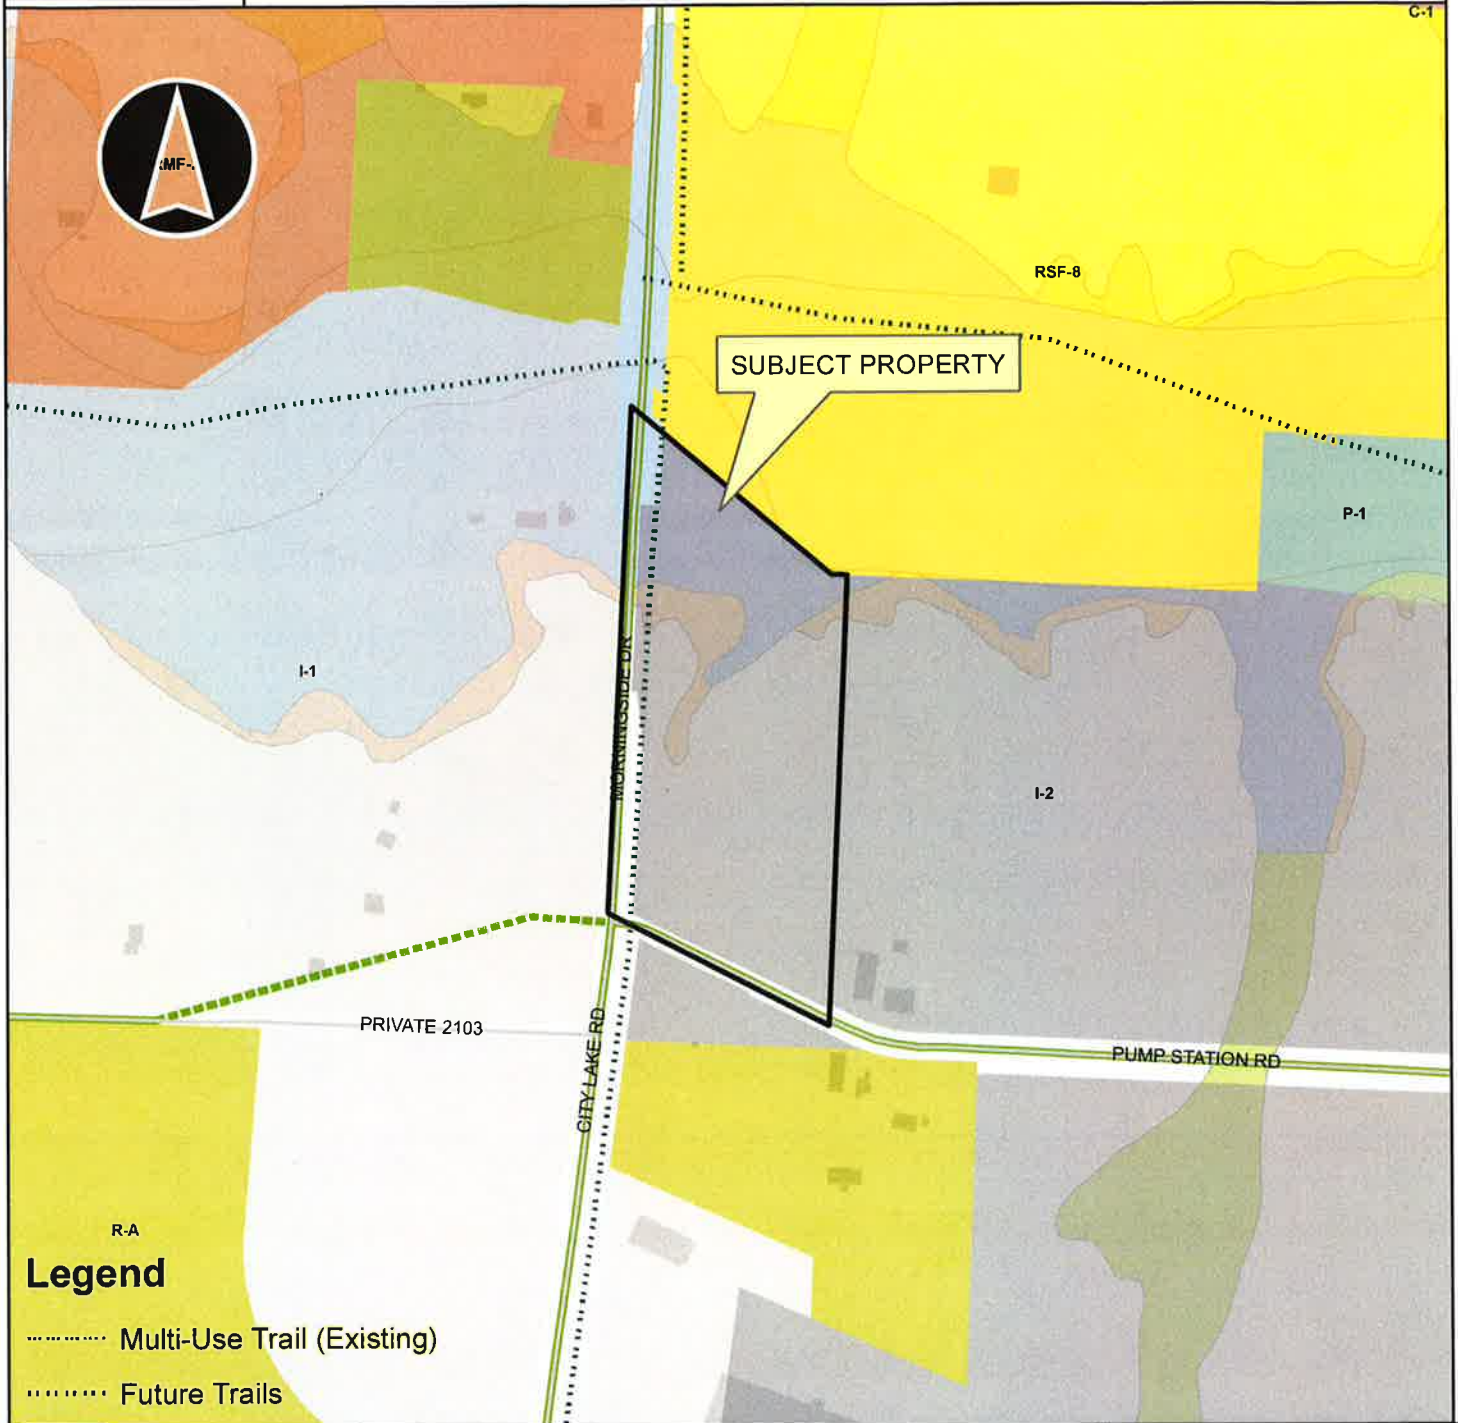 C-1
RSF-8
SUBJECT PROPERTY
P-1
I-1
MORNINGSIDE DR
I-2
PRIVATE 2103
CITY LAKE RD
PUMP STATION RD
R-A
Legend
Multi-Use Trail (Existing)
Future Trails